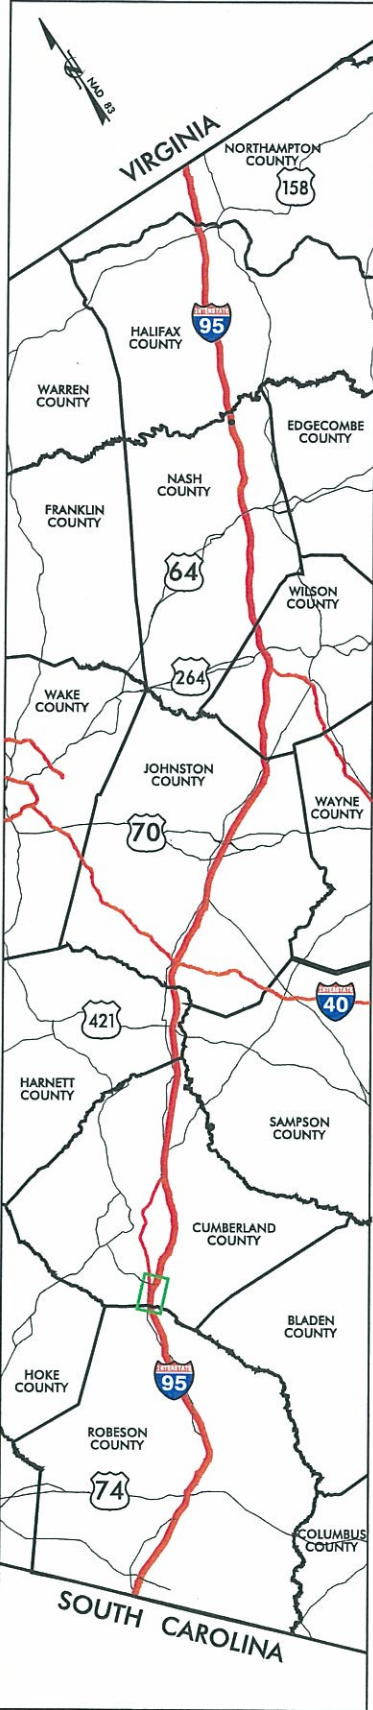 NAD 83
VIRGINIA
NORTHAMPTON
COUNTY
158
INTERSTATE
95
HALIFAX
COUNTY
WARREN
COUNTY
EDGECOMBE
COUNTY
NASH
COUNTY
FRANKLIN
COUNTY
64
WILSON
COUNTY
264
WAKE
COUNTY
JOHNSTON
COUNTY
WAYNE
COUNTY
70
INTERSTATE
40
421
HARNETT
COUNTY
SAMPSON
COUNTY
CUMBERLAND
COUNTY
BLADEN
COUNTY
INTERSTATE
95
HOKE
COUNTY
ROBESON
COUNTY
74
COLUMBUS
COUNTY
SOUTH CAROLINA